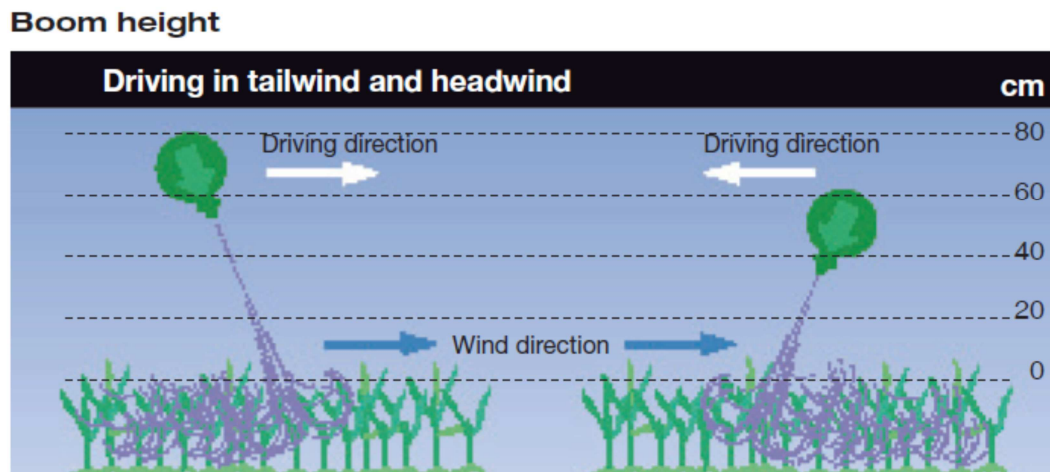 Boom height
Driving in tailwind and headwind cm
80
Driving direction Driving direction
60
40
20
Wind direction
0